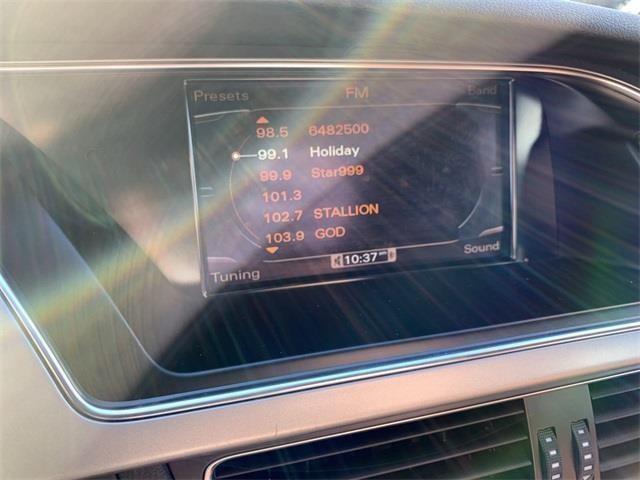 Presets FM Band
98.5 6482500
99.1 Holiday
99.9 Star999
101.3
102.7 STALLION
103.9 GOD
10:37 am
Tuning Sound